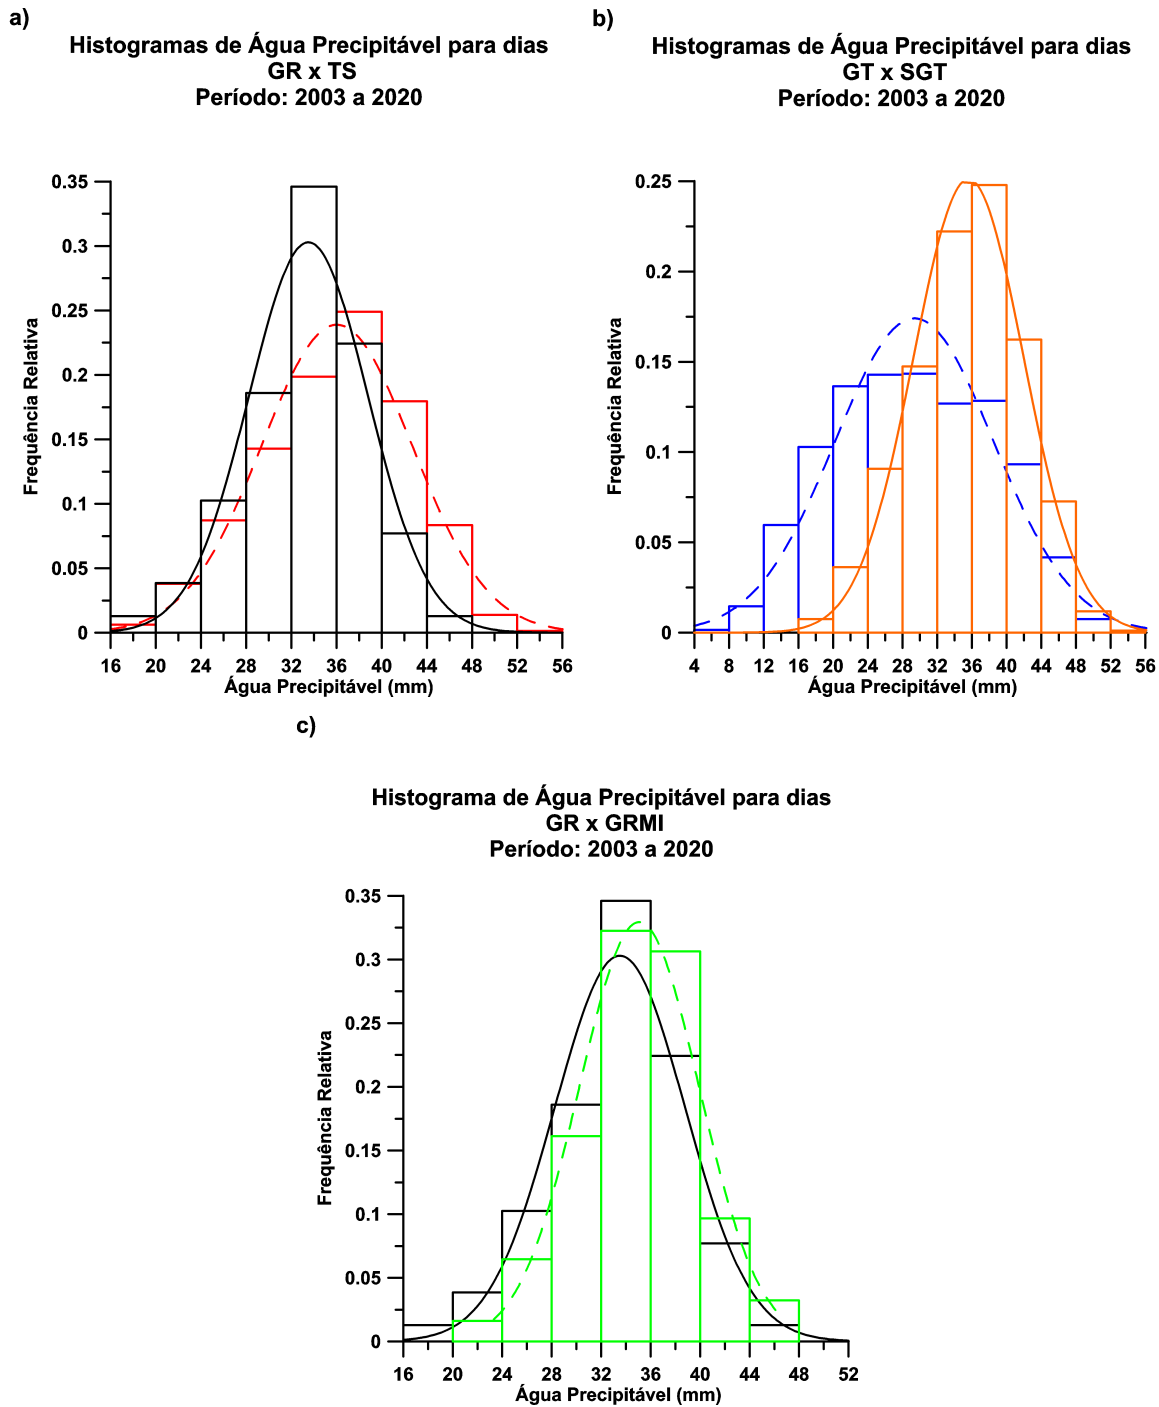 a)
Histogramas de Água Precipitável para dias
GR x TS
Período: 2003 a 2020
0.35
0.3
0.25
0.2
0.15
0.1
0.05
0
Frequência Relativa
16 20 24 28 32 36 40 44 48 52 56
Água Precipitável (mm)
b)
Histogramas de Água Precipitável para dias
GT x SGT
Período: 2003 a 2020
0.25
0.2
0.15
0.1
0.05
0
Frequência Relativa
4 8 12 16 20 24 28 32 36 40 44 48 52 56
Água Precipitável (mm)
c)
Histograma de Água Precipitável para dias
GR x GRMI
Período: 2003 a 2020
0.35
0.3
0.25
0.2
0.15
0.1
0.05
0
Frequência Relativa
16 20 24 28 32 36 40 44 48 52
Água Precipitável (mm)